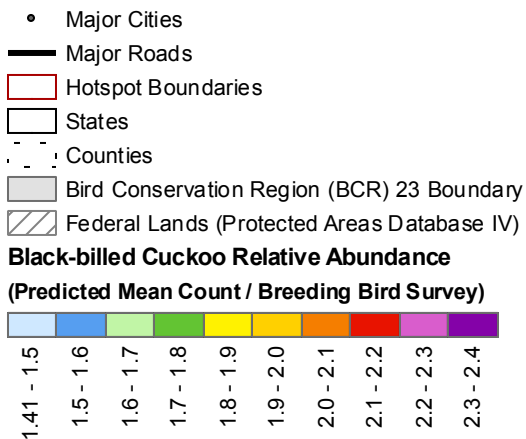 Major Cities
Major Roads
Hotspot Boundaries
States
Counties
Bird Conservation Region (BCR) 23 Boundary
Federal Lands (Protected Areas Database IV)
Black-billed Cuckoo Relative Abundance
(Predicted Mean Count / Breeding Bird Survey)
1.41 - 1.5
1.5 - 1.6
1.6 - 1.7
1.7 - 1.8
1.8 - 1.9
1.9 - 2.0
2.0 - 2.1
2.1 - 2.2
2.2 - 2.3
2.3 - 2.4